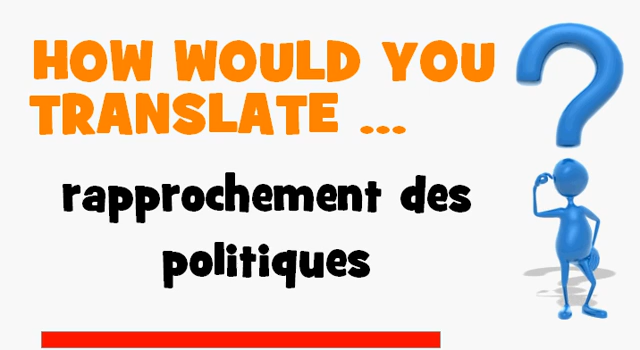 HOW WOULD YOU
TRANSLATE ...
rapprochement des
politiques